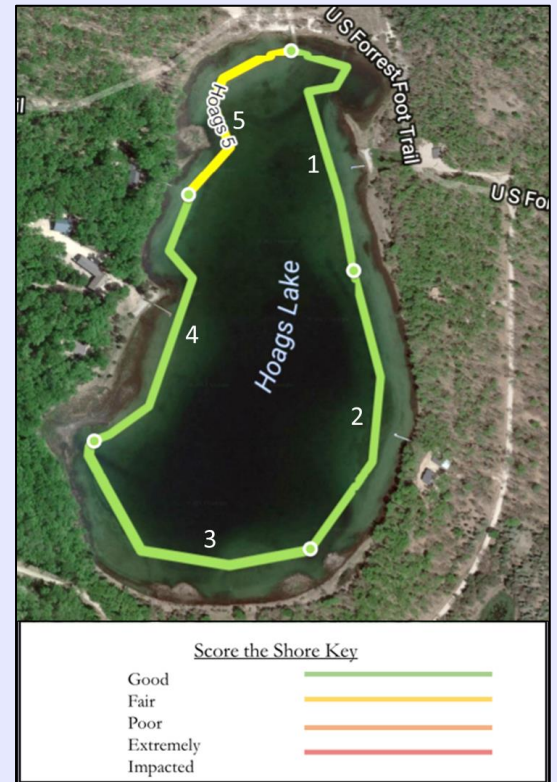 U S Forrest Foot Trail
U S For
il
Hoags 5
5
1
Hoags Lake
4
2
3
Score the Shore Key
Good
Fair
Poor
Extremely
Impacted